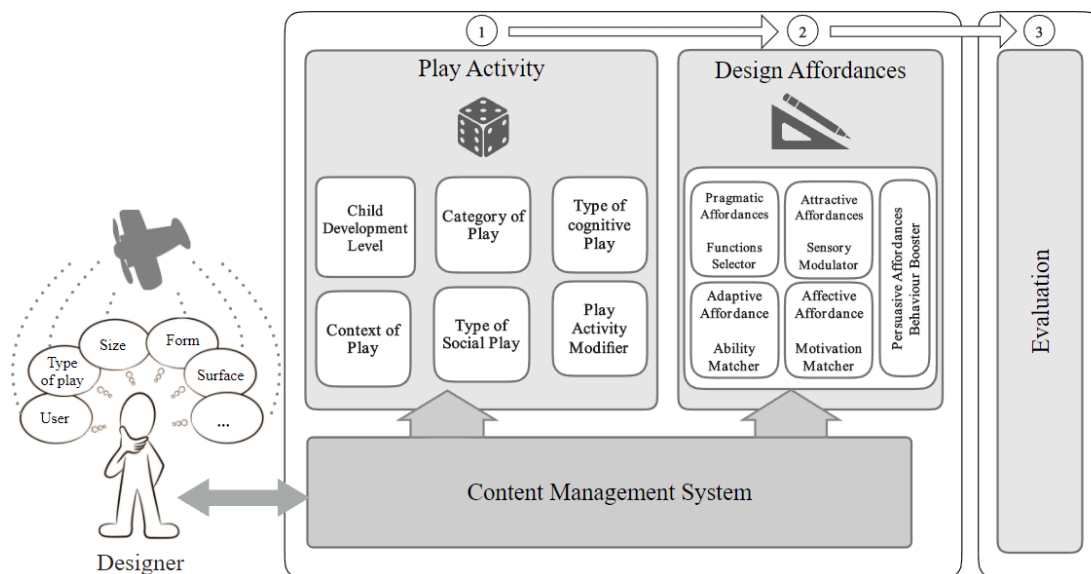 1
2
3
Play Activity
Design Affordances
Child
Development
Level
Category of
Play
Type of
cognitive
Play
Context of
Play
Type of
Social Play
Play
Activity
Modifier
Pragmatic
Affordances
Functions
Selector
Attractive
Affordances
Sensory
Modulator
Adaptive
Affordance
Ability
Matcher
Affective
Affordance
Motivation
Matcher
Persuasive Affordances
Behaviour Booster
Evaluation
Size
Form
Type
of play
Surface
User
...
Content Management System
Designer